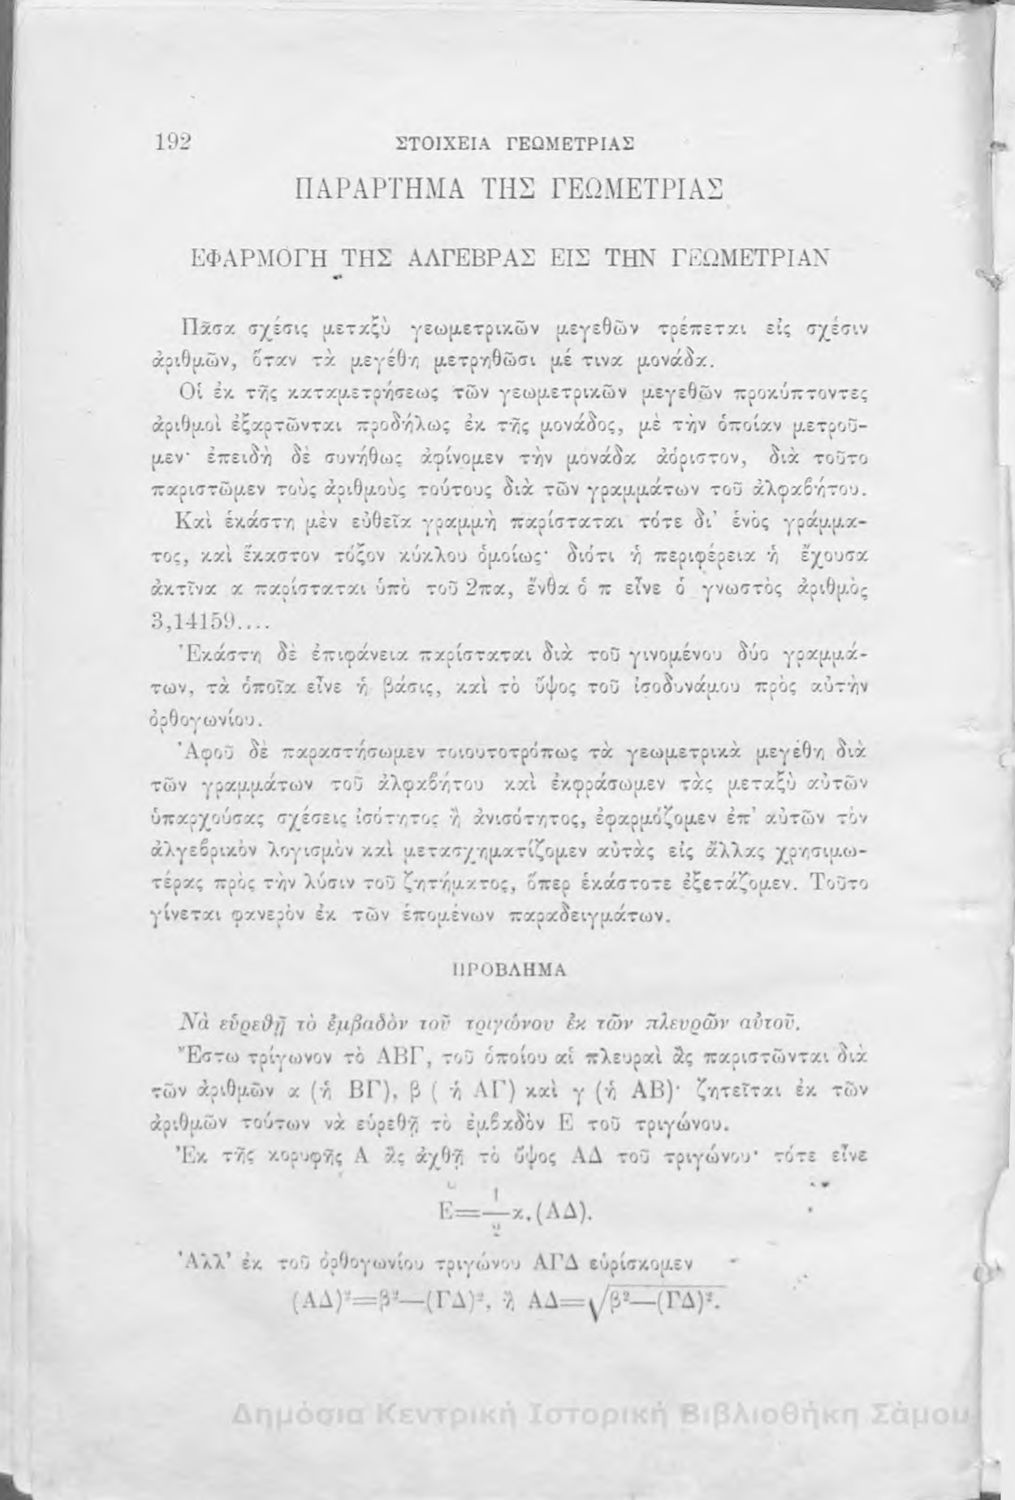 192 ΣΤΟΙΧΕΙΑ ΓΕΩΜΕΤΡΙΑΣ
ΠΑΡΑΡΤΗΜΑ ΤΗΣ ΓΕΩΜΕΤΡΙΑΣ
ΕΦΑΡΜΟΓΗ ΤΗΣ ΑΛΓΕΒΡΑΣ ΕΙΣ ΤΗΝ ΓΕΩΜΕΤΡΙΑΝ
Πᾶσα σχέσις μεταξὺ γεωμετρικῶν μεγεθῶν τρέπεται εἰς σχέσιν
ἀριθμῶν, ὅταν τὰ μεγέθη μετρηθῶσι μέ τινα μονάδα.
Οἱ ἐκ τῆς καταμετρήσεως τῶν γεωμετρικῶν μεγεθῶν προκύπτοντες
ἀριθμοὶ ἐξαρτῶνται προδήλως ἐκ τῆς μονάδος, μὲ τὴν ὁποίαν μετροῦ-
μεν· ἐπειδὴ δὲ συνήθως ἀφίνομεν τὴν μονάδα ἀόριστον, διὰ τοῦτο
παριστῶμεν τοὺς ἀριθμοὺς τούτους διὰ τῶν γραμμάτων τοῦ ἀλφαβήτου.
Καὶ ἑκάστη μὲν εὐθεῖα γραμμὴ παρίσταται τότε δι' ἑνὸς γράμμα-
τος, καὶ ἕκαστον τόξον κύκλου ὁμοίως· διότι ἡ περιφέρεια ἡ ἔχουσα
ἀκτῖνα α παρίσταται ὑπὸ τοῦ 2πα, ἔνθα ὁ π εἶνε ὁ γνωστὸς ἀριθμὸς
3,14159....
Ἑκάστη δὲ ἐπιφάνεια παρίσταται διὰ τοῦ γινομένου δύο γραμμά-
των, τὰ ὁποῖα εἶνε ἡ βάσις, καὶ τὸ ὕψος τοῦ ἰσοδυνάμου πρὸς αὐτὴν
ὀρθογωνίου.
Ἀφοῦ δὲ παραστήσωμεν τοιουτοτρόπως τὰ γεωμετρικὰ μεγέθη διὰ
τῶν γραμμάτων τοῦ ἀλφαβήτου καὶ ἐκφράσωμεν τὰς μεταξὺ αὐτῶν
ὑπαρχούσας σχέσεις ἰσότητος ἢ ἀνισότητος, ἐφαρμόζομεν ἐπ' αὐτῶν τὸν
ἀλγεβρικὸν λογισμὸν καὶ μετασχηματίζομεν αὐτὰς εἰς ἄλλας χρησιμω-
τέρας πρὸς τὴν λύσιν τοῦ ζητήματος, ὅπερ ἑκάστοτε ἐξετάζομεν. Τοῦτο
γίνεται φανερὸν ἐκ τῶν ἑπομένων παραδειγμάτων.
ΠΡΟΒΛΗΜΑ
Νὰ εὑρεθῇ τὸ ἐμβαδὸν τοῦ τριγώνου ἐκ τῶν πλευρῶν αὐτοῦ.
Ἔστω τρίγωνον τὸ ΑΒΓ, τοῦ ὁποίου αἱ πλευραὶ ἂς παριστῶνται διὰ
τῶν ἀριθμῶν α (ἡ ΒΓ), β ( ἡ ΑΓ) καὶ γ (ἡ ΑΒ)· ζητεῖται ἐκ τῶν
ἀριθμῶν τούτων νὰ εὑρεθῇ τὸ ἐμβαδὸν Ε τοῦ τριγώνου.
Ἐκ τῆς κορυφῆς Α ἂς ἀχθῇ τὸ ὕψος ΑΔ τοῦ τριγώνου· τότε εἶνε
Ε=1/2 α.(ΑΔ).
Ἀλλ' ἐκ τοῦ ὀρθογωνίου τριγώνου ΑΓΔ εὑρίσκομεν
(ΑΔ)²=β²—(ΓΔ)², ἢ ΑΔ=√β²—(ΓΔ)².
Δημόσια Κεντρική Ιστορική Βιβλιοθήκη Σάμου